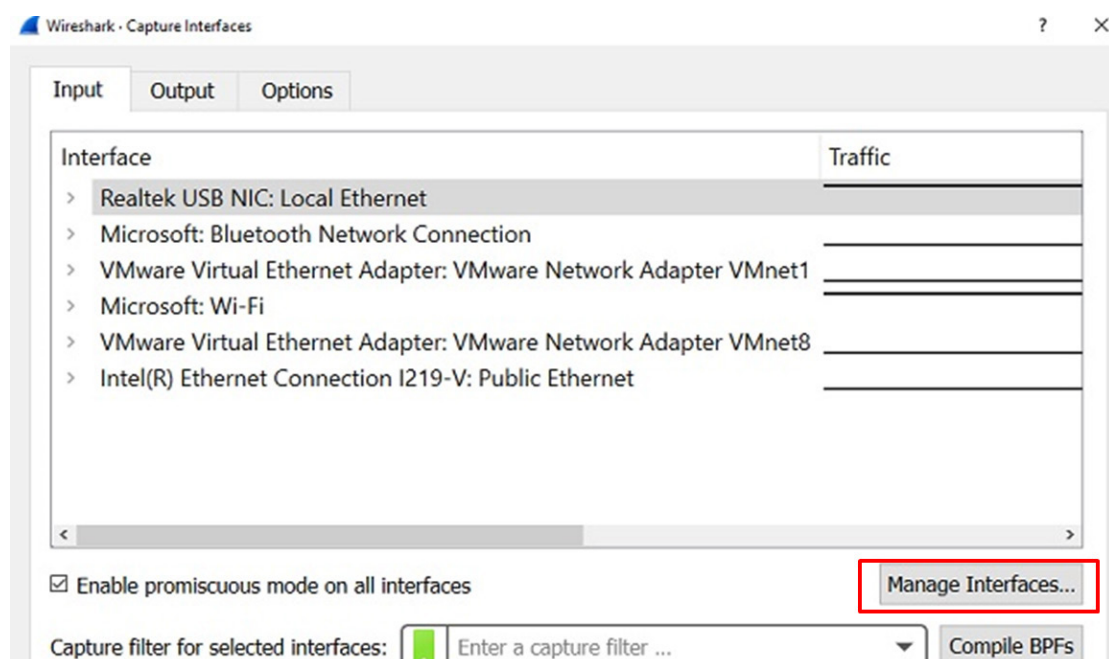 Wireshark · Capture Interfaces
Input Output Options
Interface Traffic
Realtek USB NIC: Local Ethernet
Microsoft: Bluetooth Network Connection
VMware Virtual Ethernet Adapter: VMware Network Adapter VMnet1
Microsoft: Wi-Fi
VMware Virtual Ethernet Adapter: VMware Network Adapter VMnet8
Intel(R) Ethernet Connection I219-V: Public Ethernet
Enable promiscuous mode on all interfaces Manage Interfaces...
Capture filter for selected interfaces: Enter a capture filter ... Compile BPFs